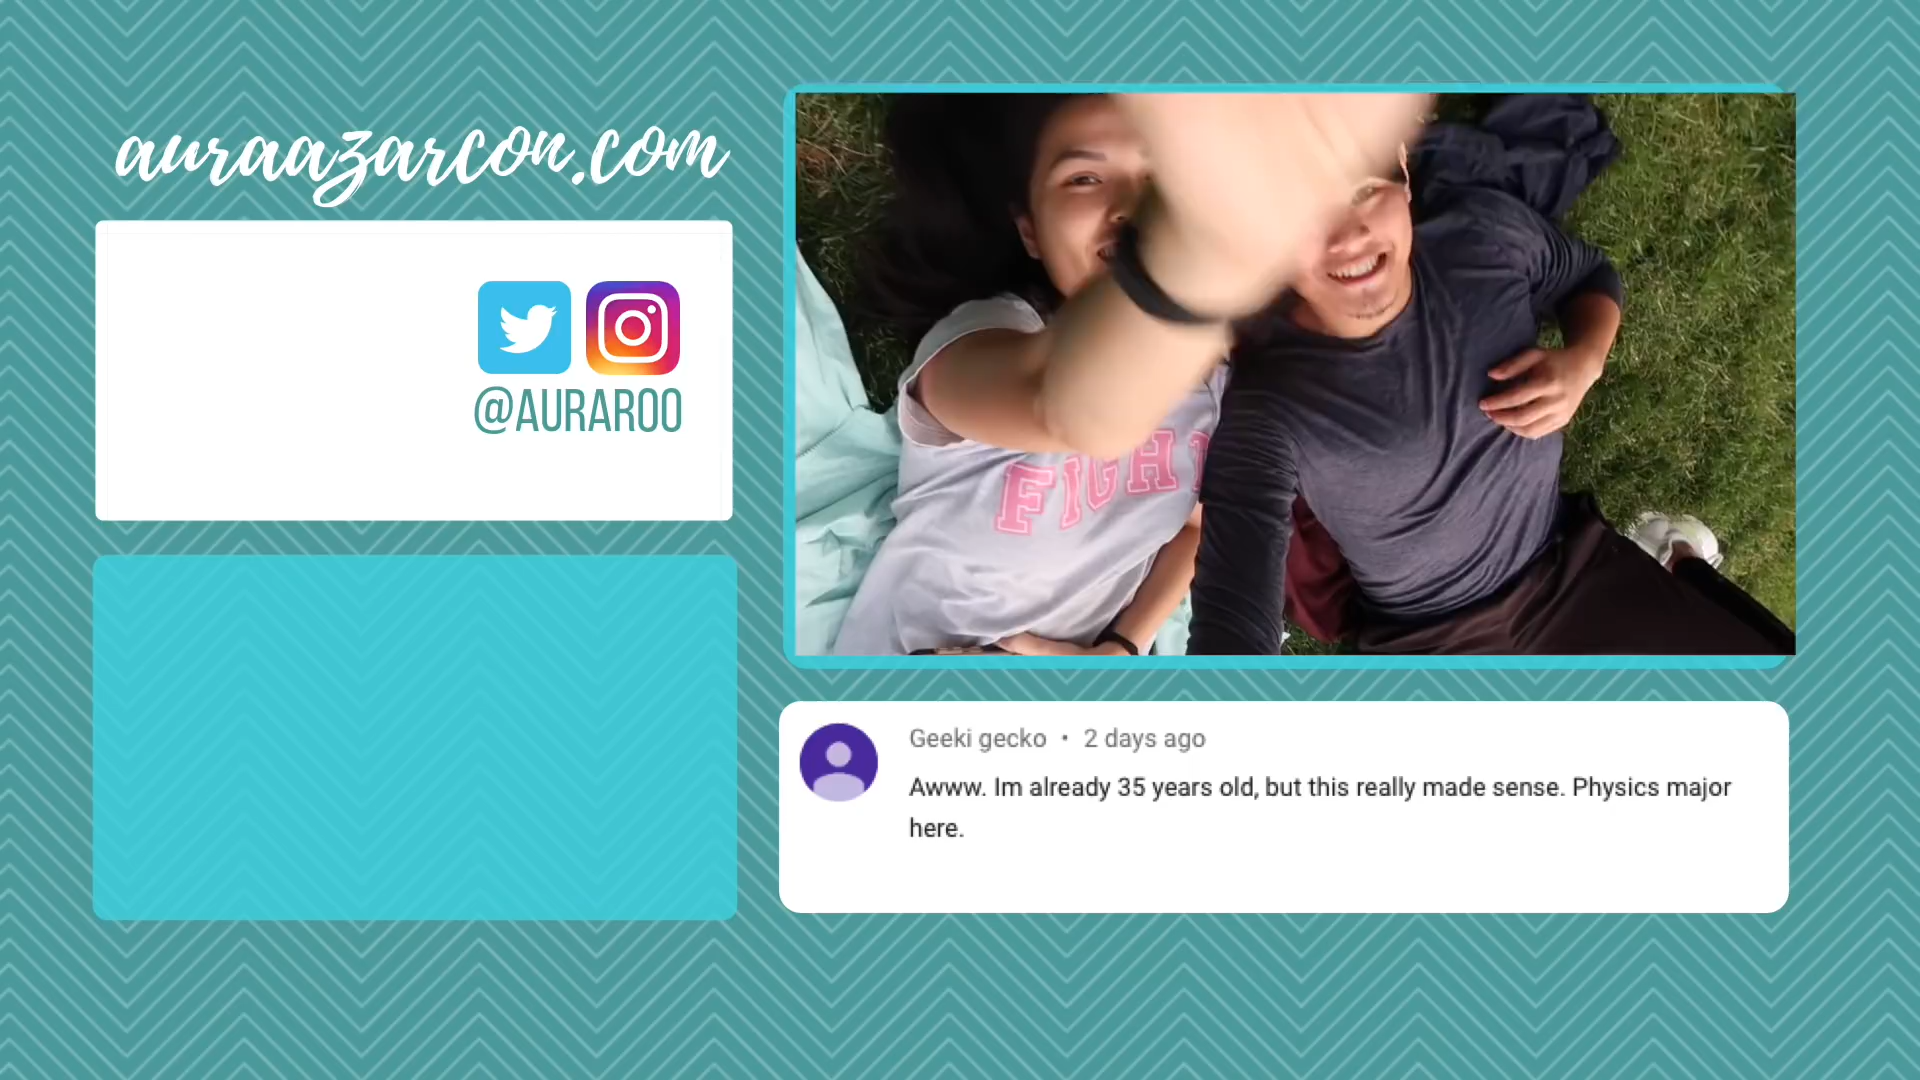 auraazarcon.com
@AURAROO
FIGHT
Geeki gecko • 2 days ago
Awww. Im already 35 years old, but this really made sense. Physics major
here.